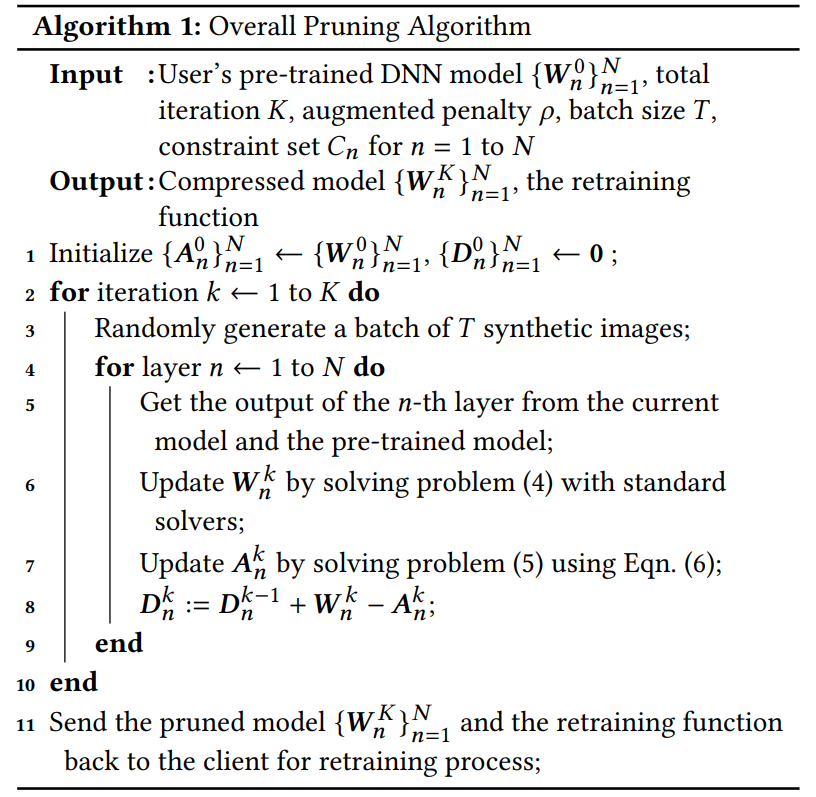 Algorithm 1: Overall Pruning Algorithm
Input : User's pre-trained DNN model {W_n^0}_{n=1}^N, total
iteration K, augmented penalty ρ, batch size T,
constraint set C_n for n = 1 to N
Output: Compressed model {W_n^K}_{n=1}^N, the retraining
function
1 Initialize {A_n^0}_{n=1}^N ← {W_n^0}_{n=1}^N, {D_n^0}_{n=1}^N ← 0 ;
2 for iteration k ← 1 to K do
3 Randomly generate a batch of T synthetic images;
4 for layer n ← 1 to N do
5 Get the output of the n-th layer from the current
model and the pre-trained model;
6 Update W_n^k by solving problem (4) with standard
solvers;
7 Update A_n^k by solving problem (5) using Eqn. (6);
8 D_n^k := D_n^{k−1} + W_n^k − A_n^k;
9 end
10 end
11 Send the pruned model {W_n^K}_{n=1}^N and the retraining function
back to the client for retraining process;